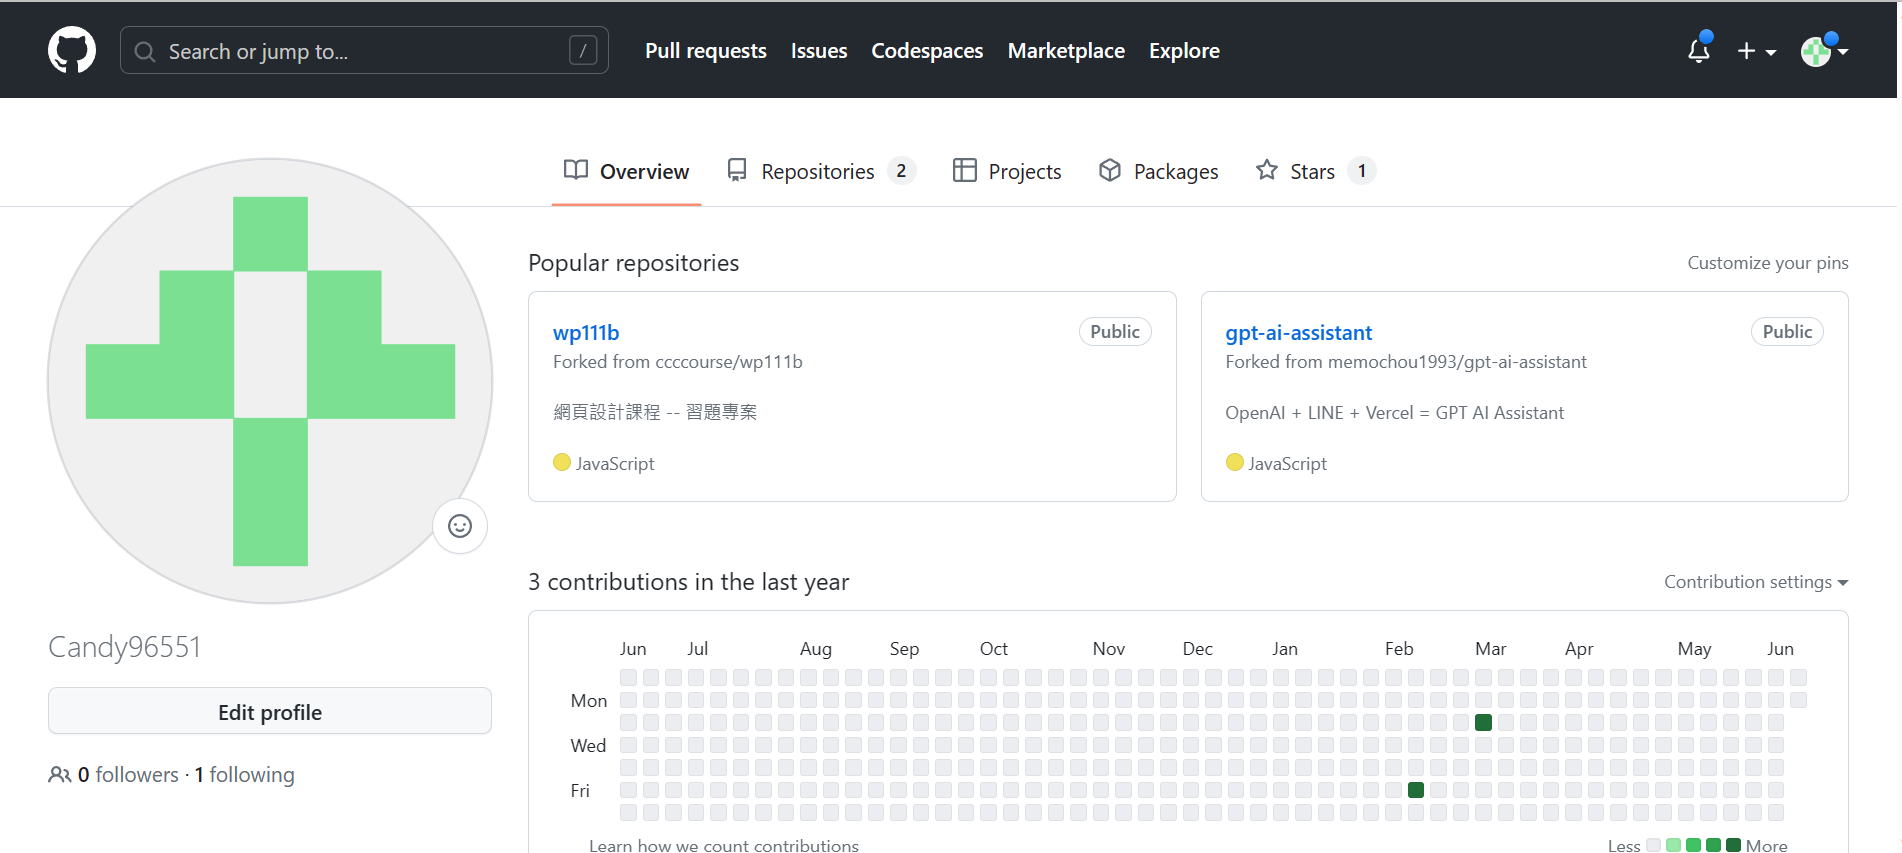 Search or jump to... /
Pull requests Issues Codespaces Marketplace Explore
Overview Repositories 2 Projects Packages Stars 1
Popular repositories
Customize your pins
wp111b Public
Forked from ccccourse/wp111b
網頁設計課程 -- 習題專案
JavaScript
gpt-ai-assistant Public
Forked from memochou1993/gpt-ai-assistant
OpenAI + LINE + Vercel = GPT AI Assistant
JavaScript
Candy96551
Edit profile
0 followers · 1 following
3 contributions in the last year
Contribution settings
Jun Jul Aug Sep Oct Nov Dec Jan Feb Mar Apr May Jun
Mon
Wed
Fri
Learn how we count contributions
Less More